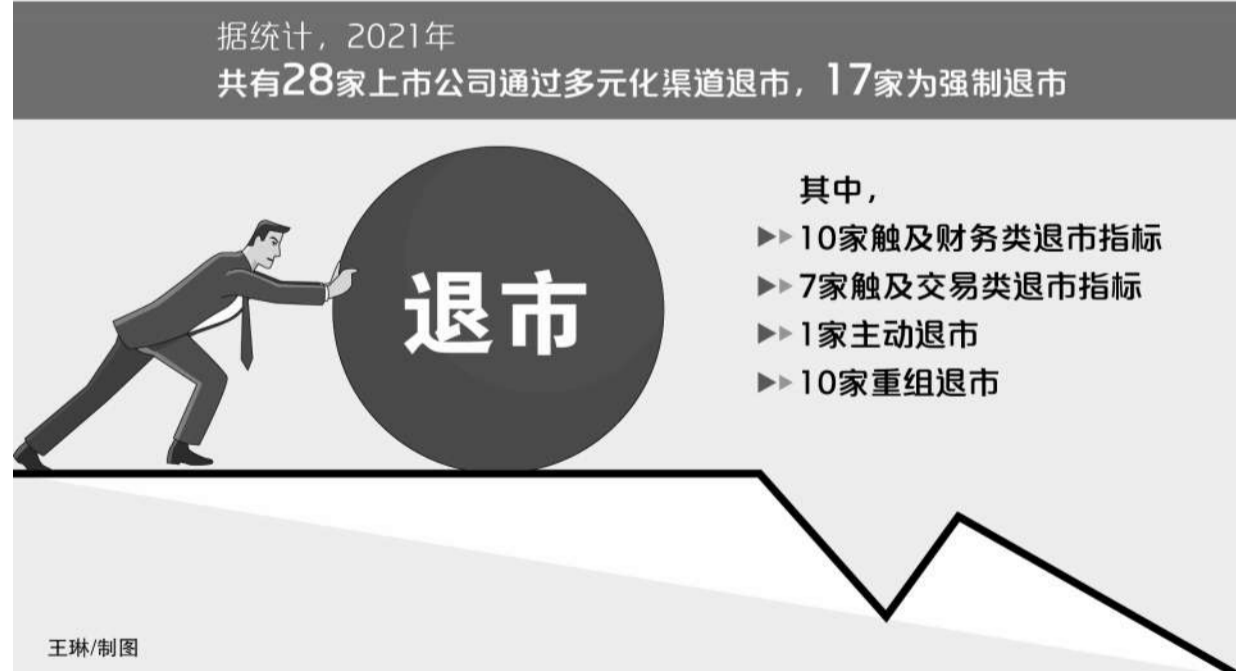 据统计，2021年
共有28家上市公司通过多元化渠道退市，17家为强制退市
退市
其中，
10家触及财务类退市指标
7家触及交易类退市指标
1家主动退市
10家重组退市
王琳/制图